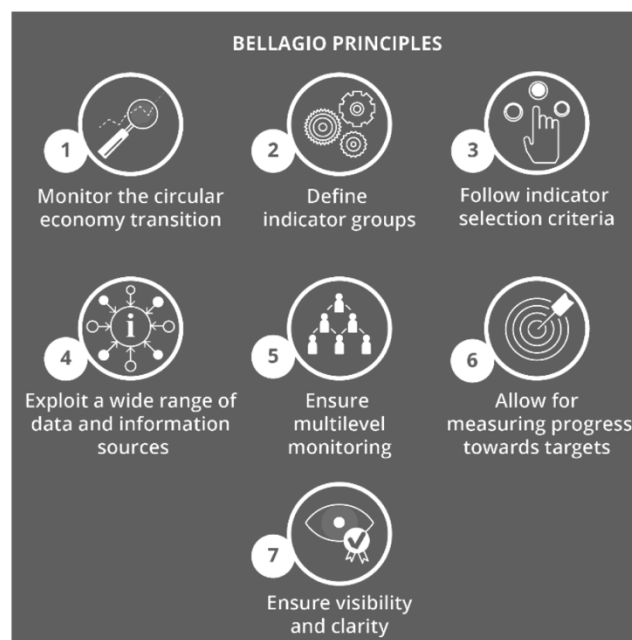 BELLAGIO PRINCIPLES
1
Monitor the circular
economy transition
2
Define
indicator groups
3
Follow indicator
selection criteria
4
Exploit a wide range of
data and information
sources
5
Ensure
multilevel
monitoring
6
Allow for
measuring progress
towards targets
7
Ensure visibility
and clarity